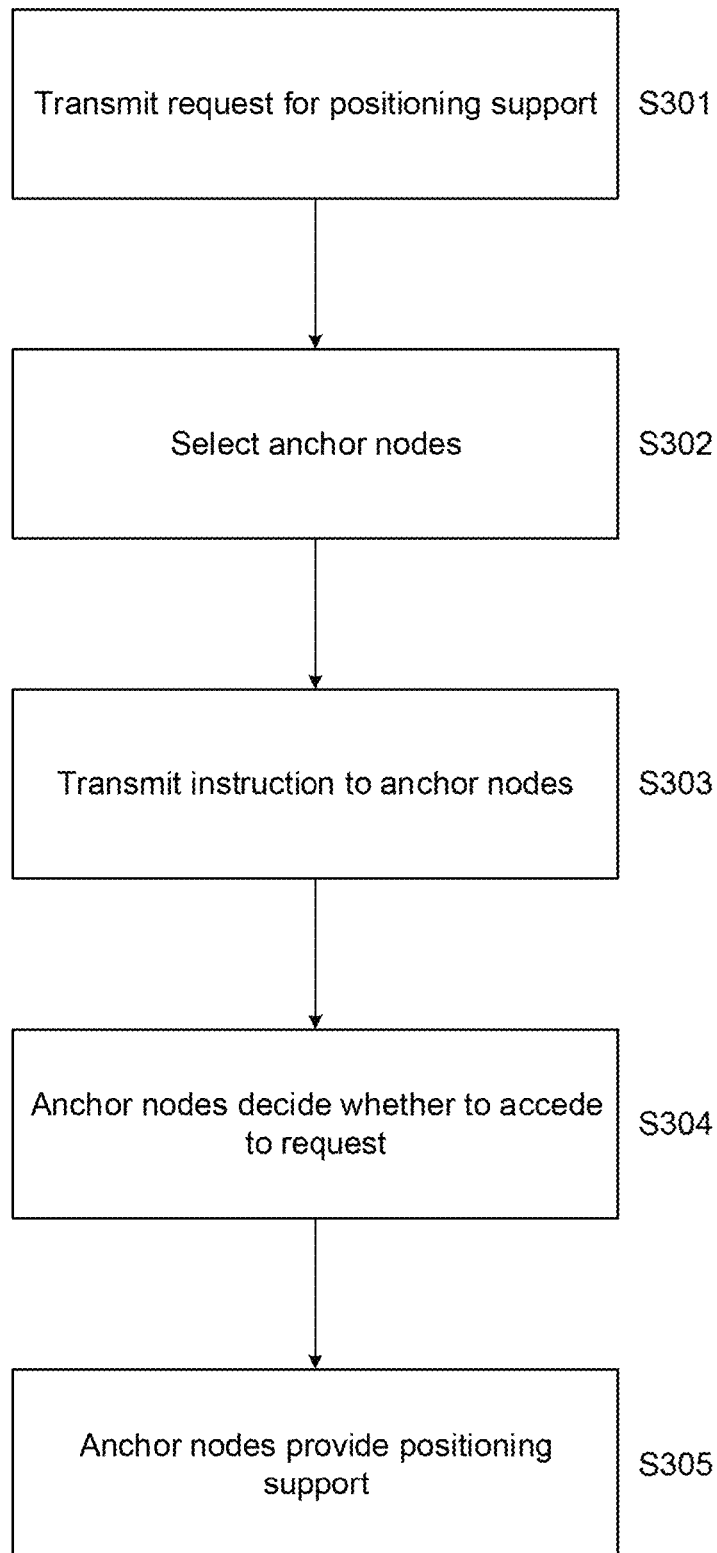 Transmit request for positioning support
S301
Select anchor nodes
S302
Transmit instruction to anchor nodes
S303
Anchor nodes decide whether to accede
to request
S304
Anchor nodes provide positioning
support
S305